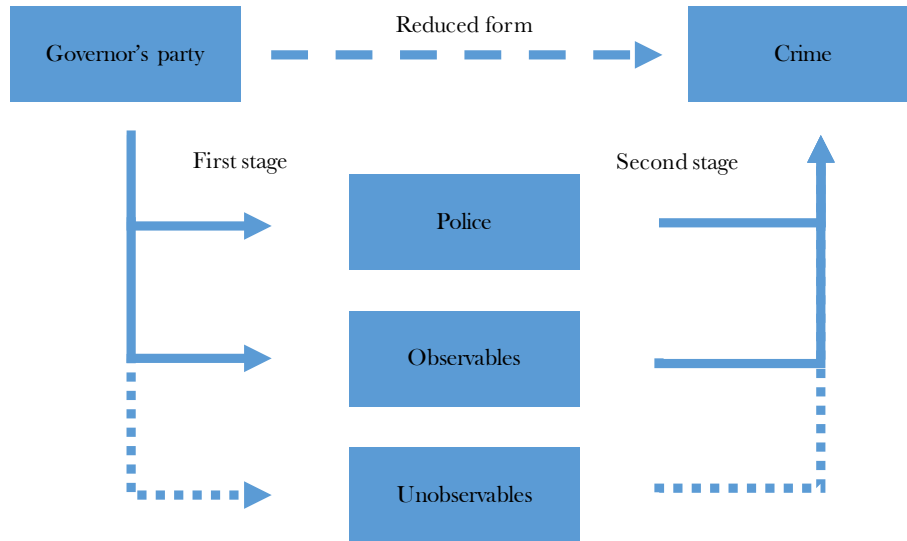 Reduced form
Governor's party
Crime
First stage
Second stage
Police
Observables
Unobservables